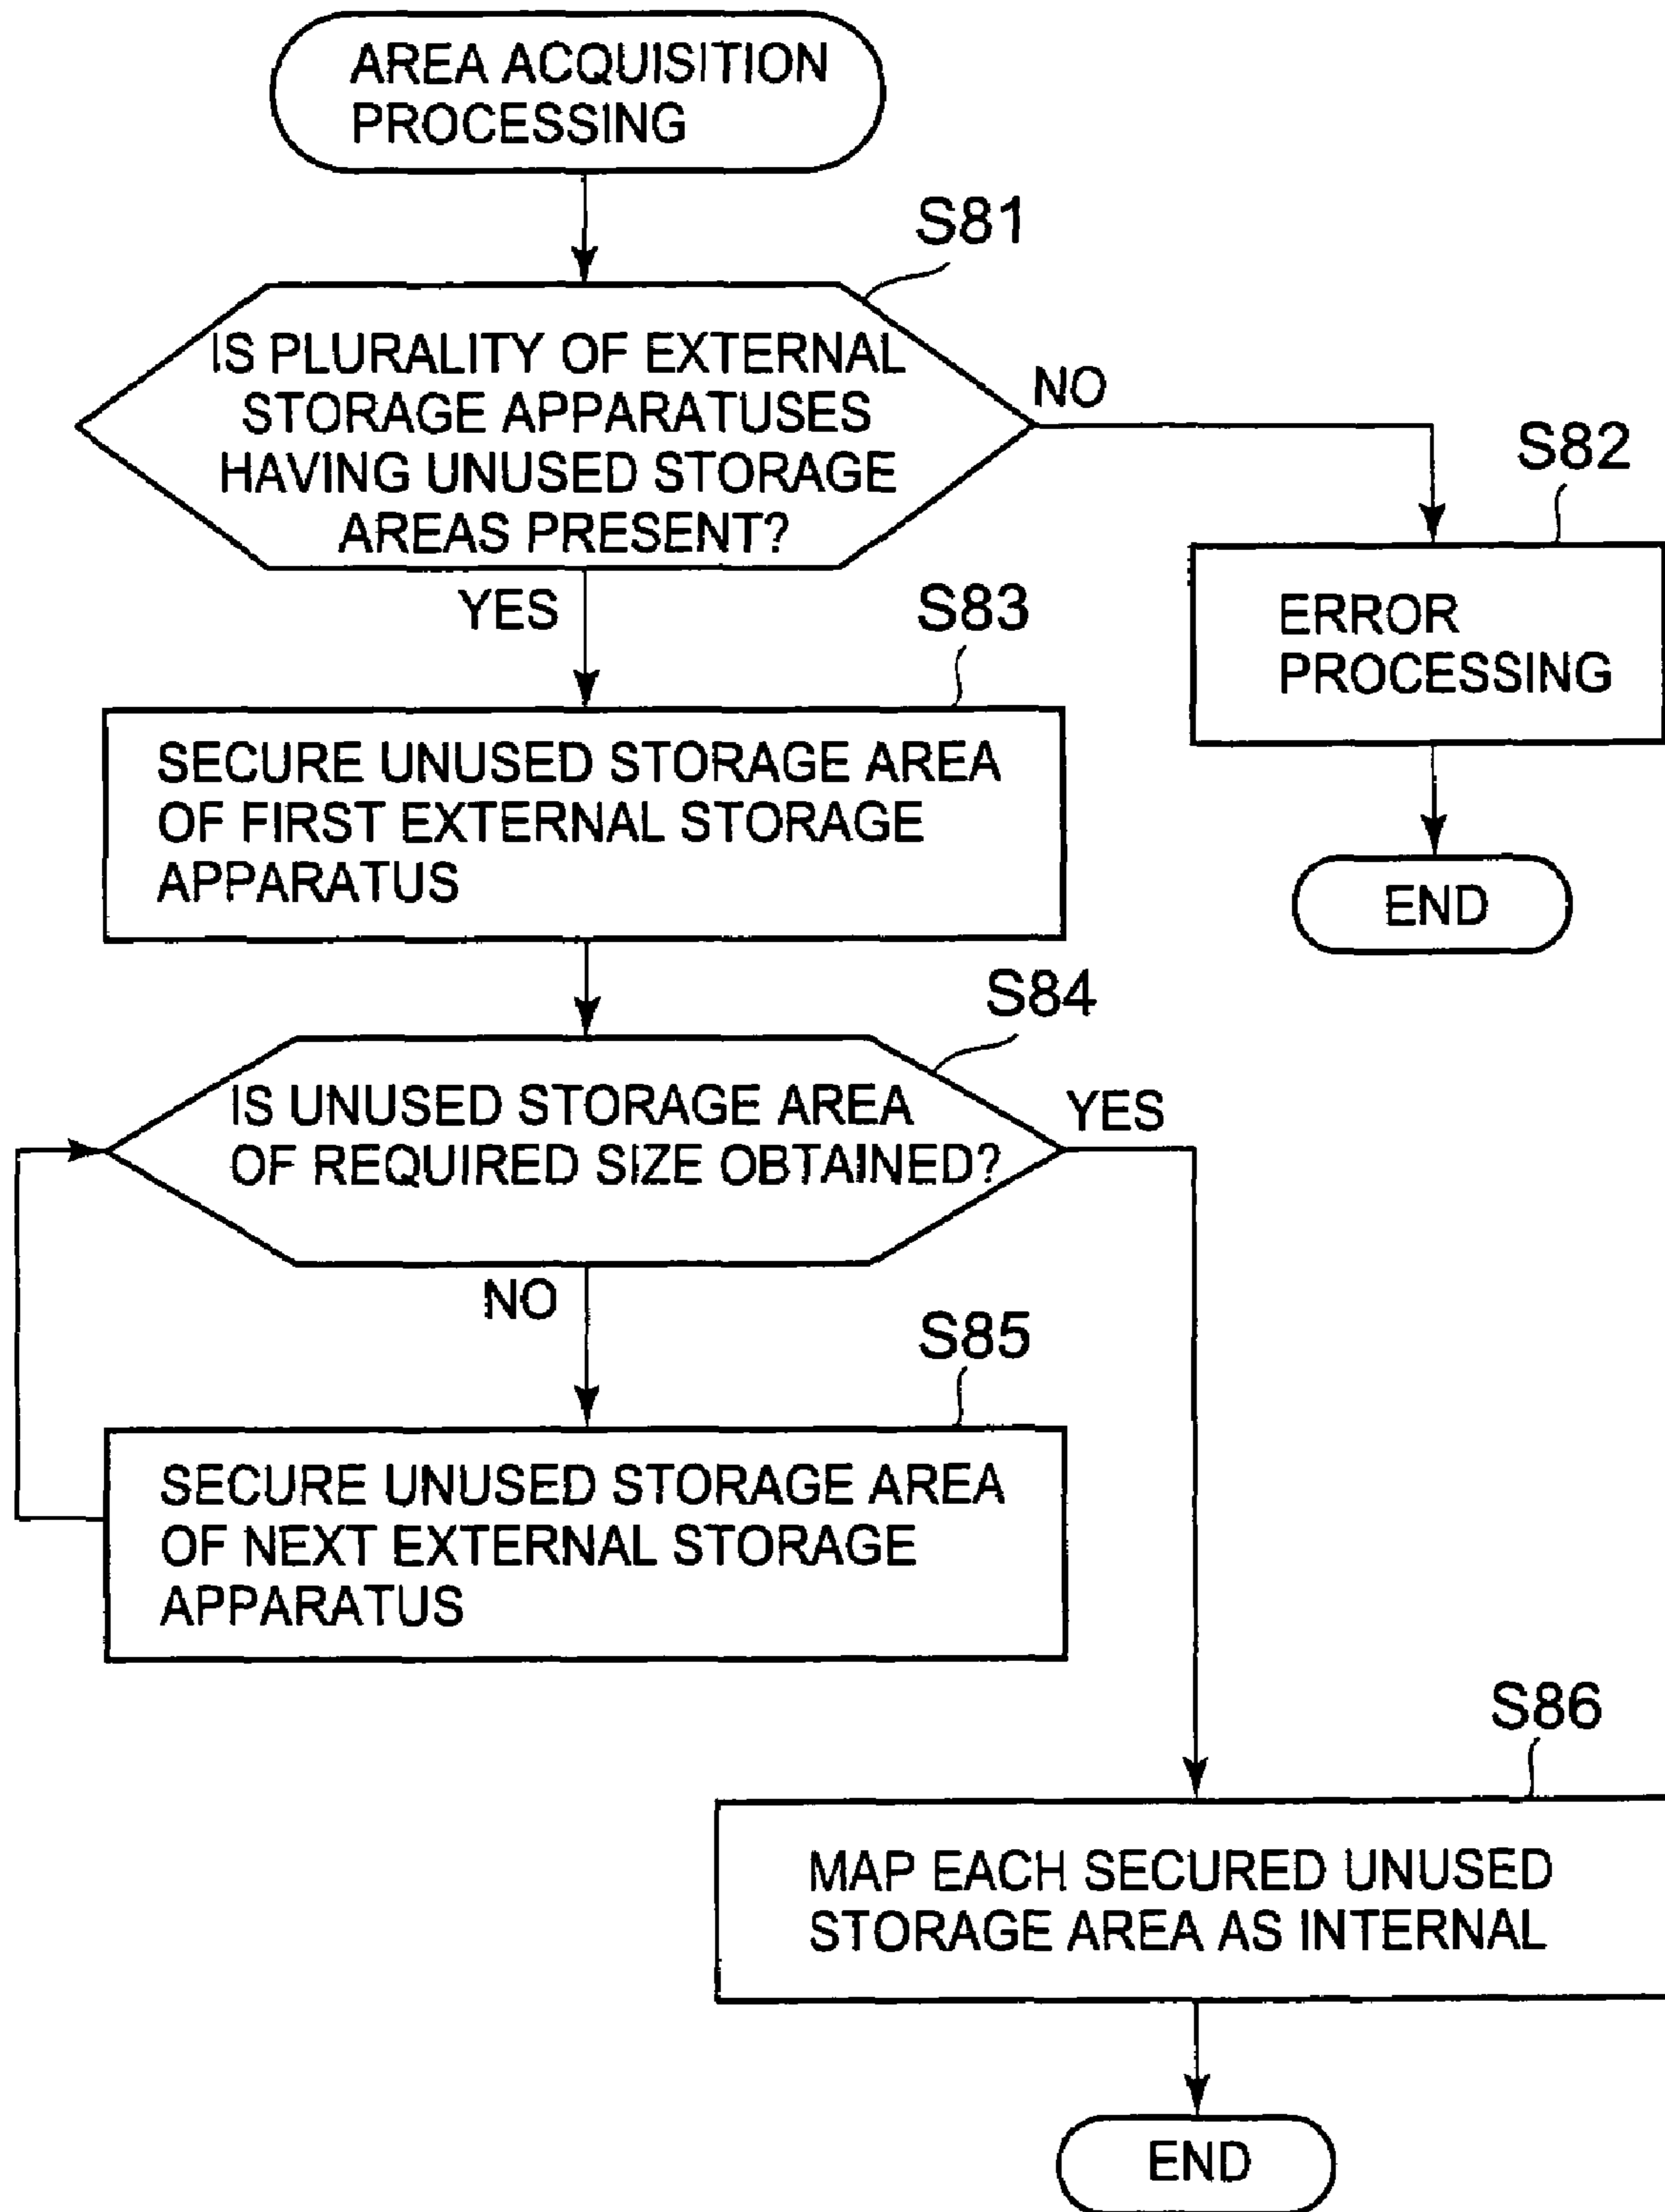 AREA ACQUISITION
PROCESSING
S81
IS PLURALITY OF EXTERNAL
STORAGE APPARATUSES
HAVING UNUSED STORAGE
AREAS PRESENT?
NO
YES
S82
ERROR
PROCESSING
END
S83
SECURE UNUSED STORAGE AREA
OF FIRST EXTERNAL STORAGE
APPARATUS
S84
IS UNUSED STORAGE AREA
OF REQUIRED SIZE OBTAINED?
YES
NO
S85
SECURE UNUSED STORAGE AREA
OF NEXT EXTERNAL STORAGE
APPARATUS
S86
MAP EACH SECURED UNUSED
STORAGE AREA AS INTERNAL
END